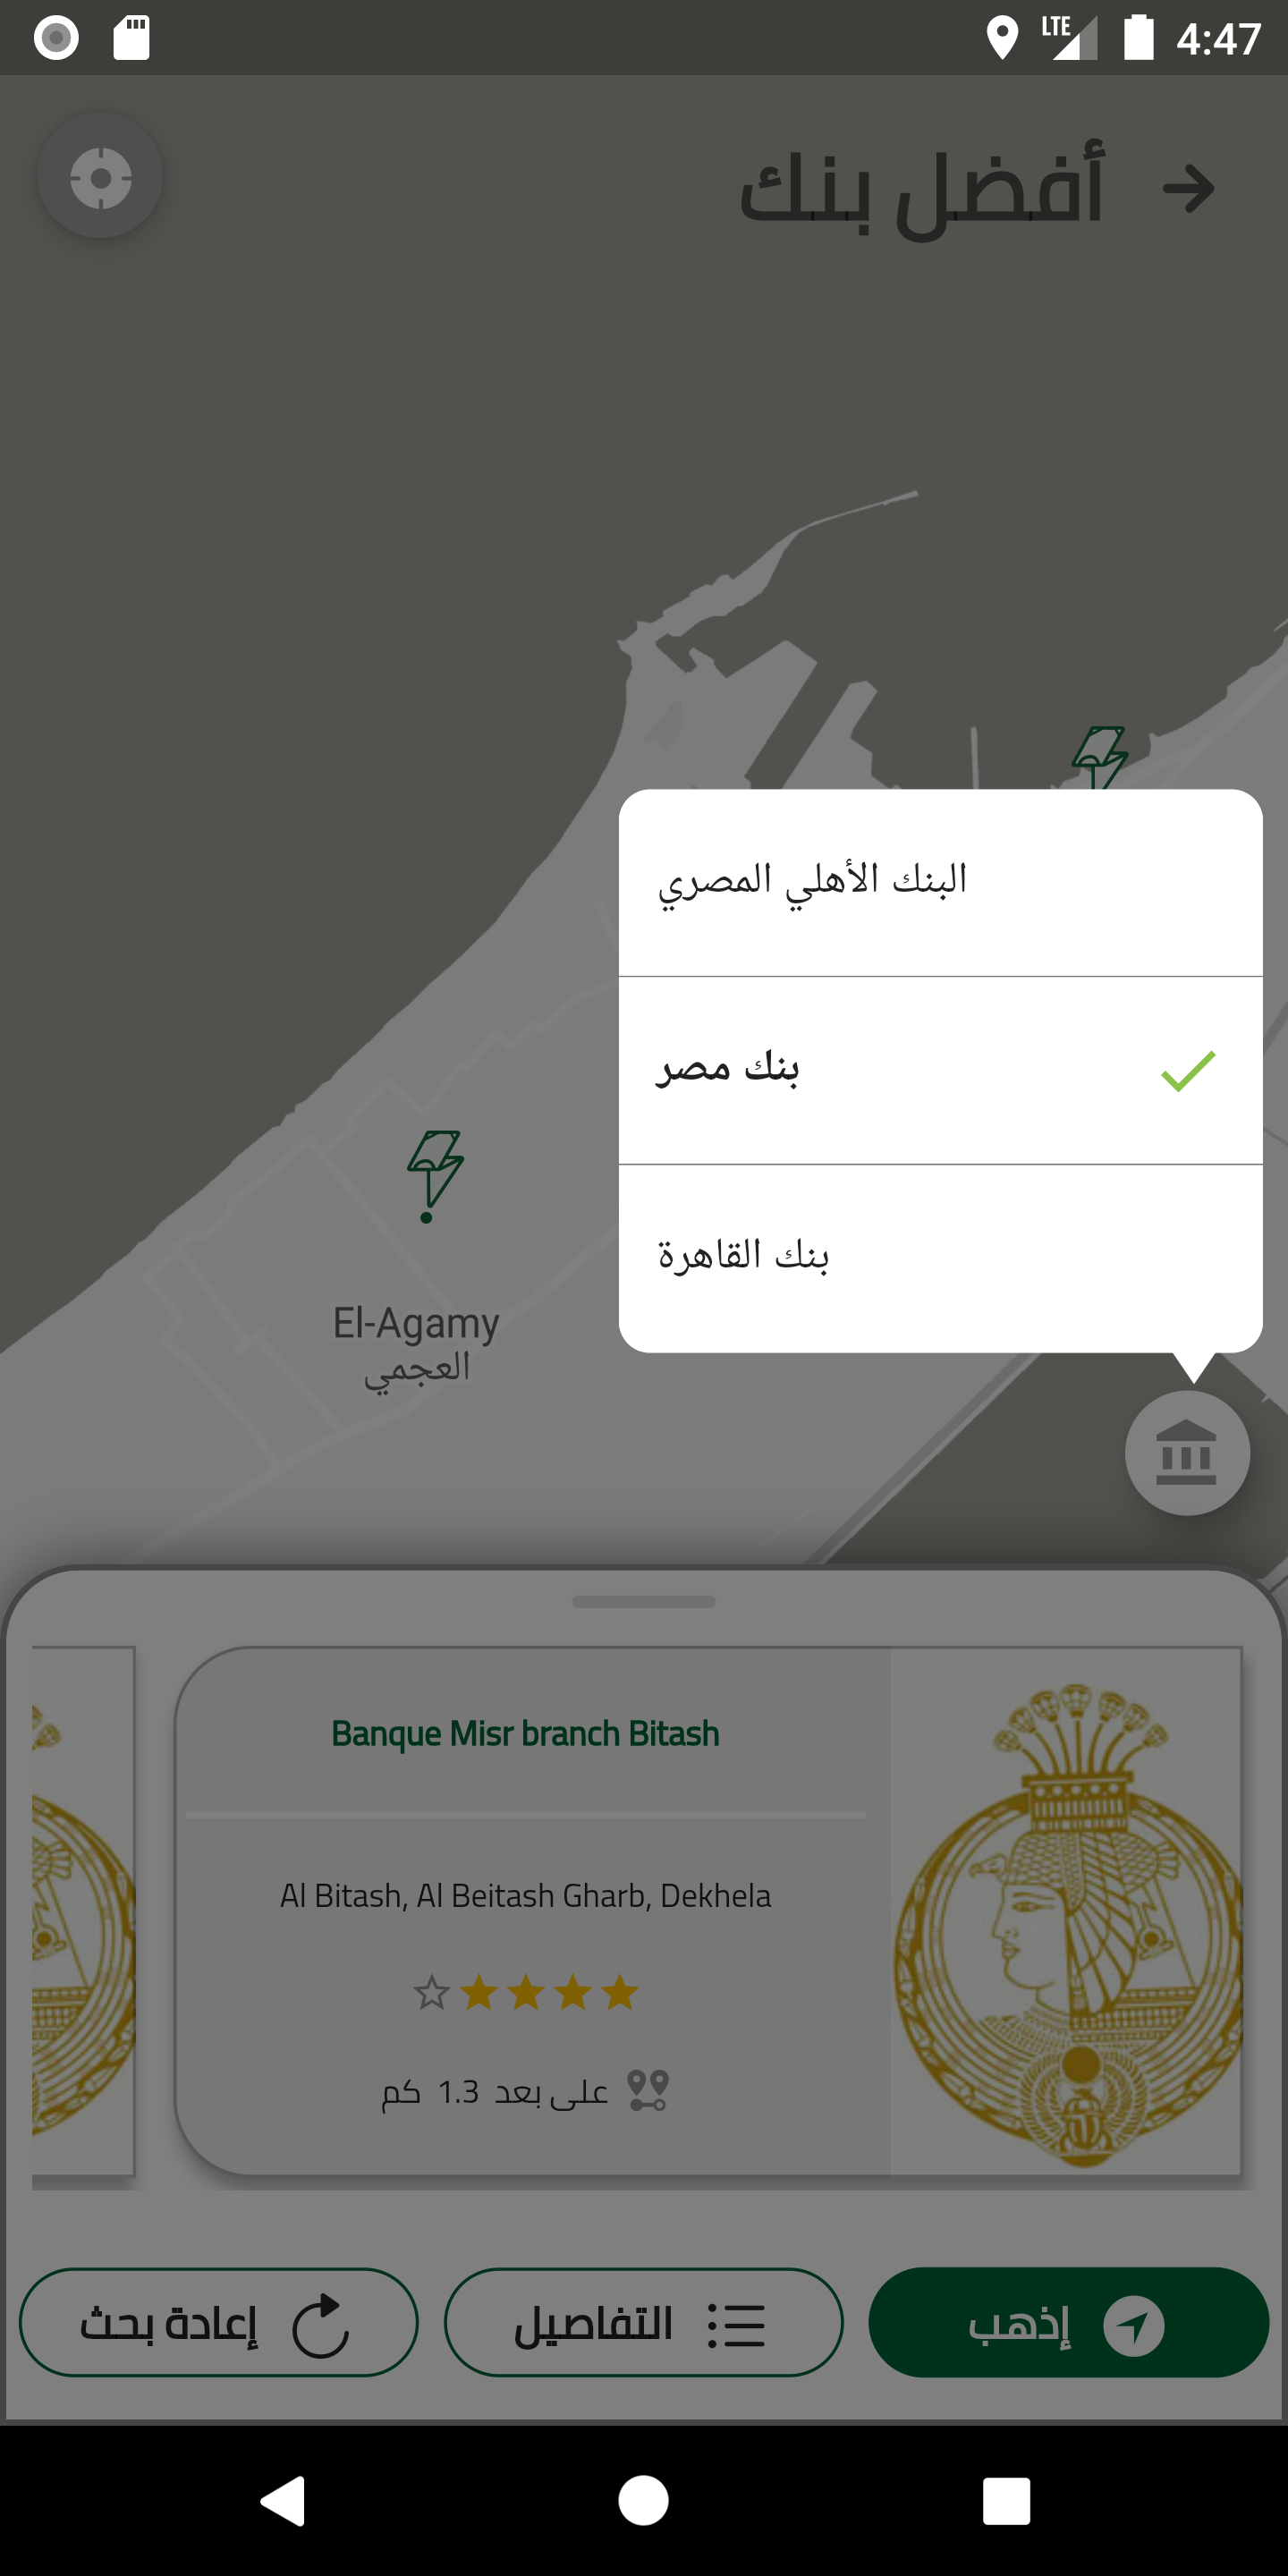 LTE 4:47
أفضل بنك
البنك الأهلي المصري
بنك مصر
بنك القاهرة
El-Agamy
العجمي
Banque Misr branch Bitash
Al Bitash, Al Beitash Gharb, Dekhela
على بعد 1.3 كم
إذهب
التفاصيل
إعادة بحث